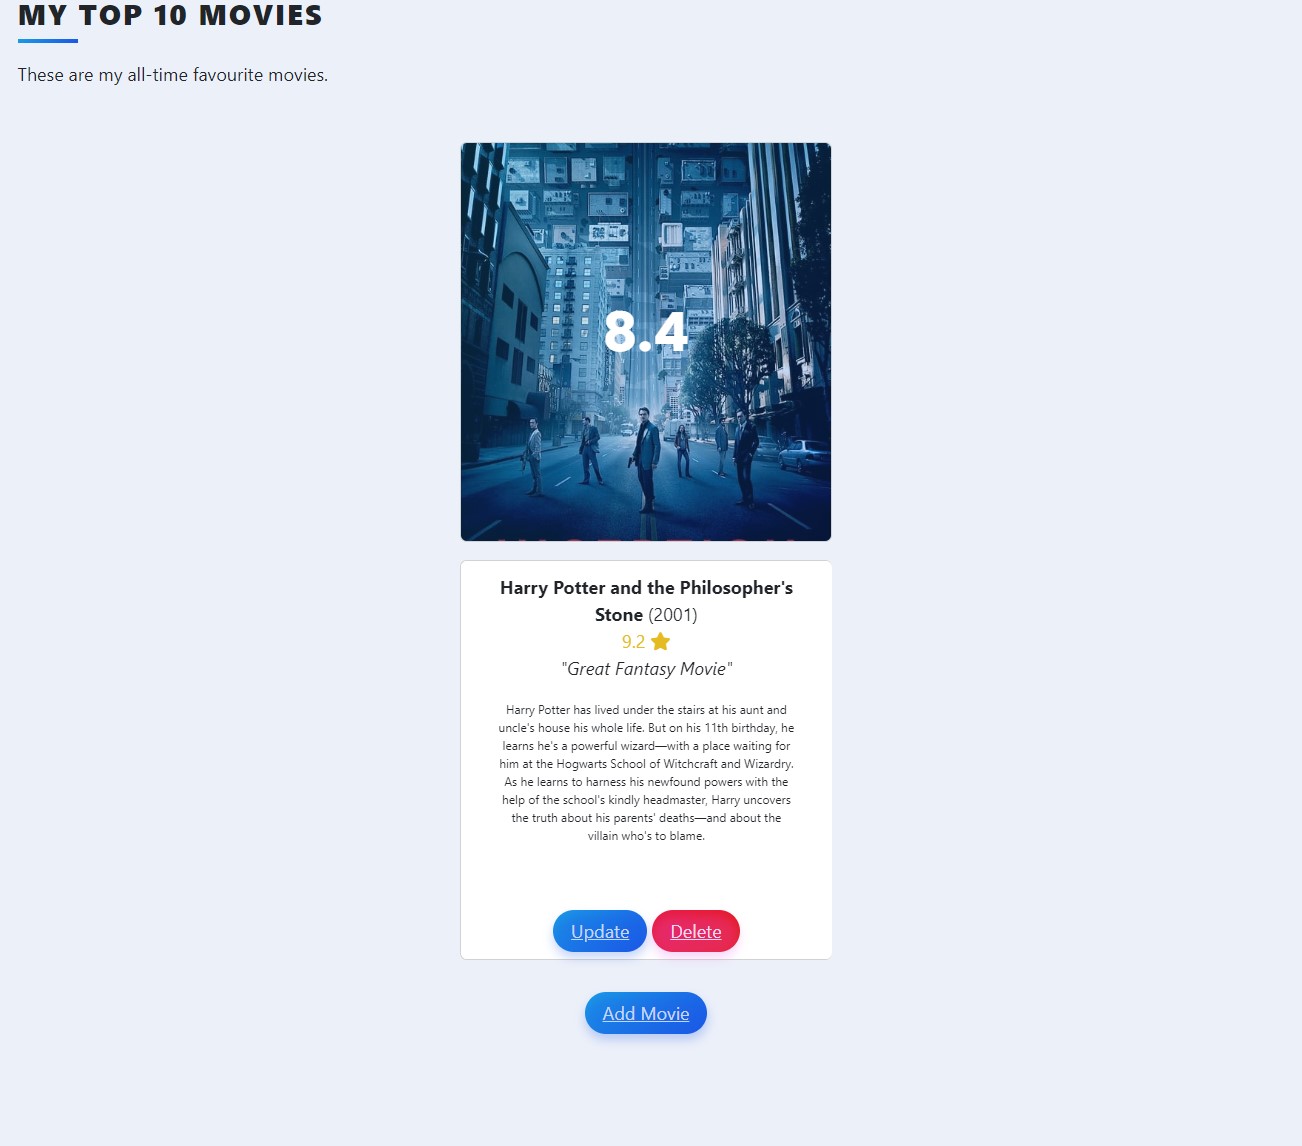 MY TOP 10 MOVIES
These are my all-time favourite movies.
8.4
Harry Potter and the Philosopher's
Stone (2001)
9.2
"Great Fantasy Movie"
Harry Potter has lived under the stairs at his aunt and
uncle's house his whole life. But on his 11th birthday, he
learns he's a powerful wizard—with a place waiting for
him at the Hogwarts School of Witchcraft and Wizardry.
As he learns to harness his newfound powers with the
help of the school's kindly headmaster, Harry uncovers
the truth about his parents' deaths—and about the
villain who's to blame.
Update Delete
Add Movie